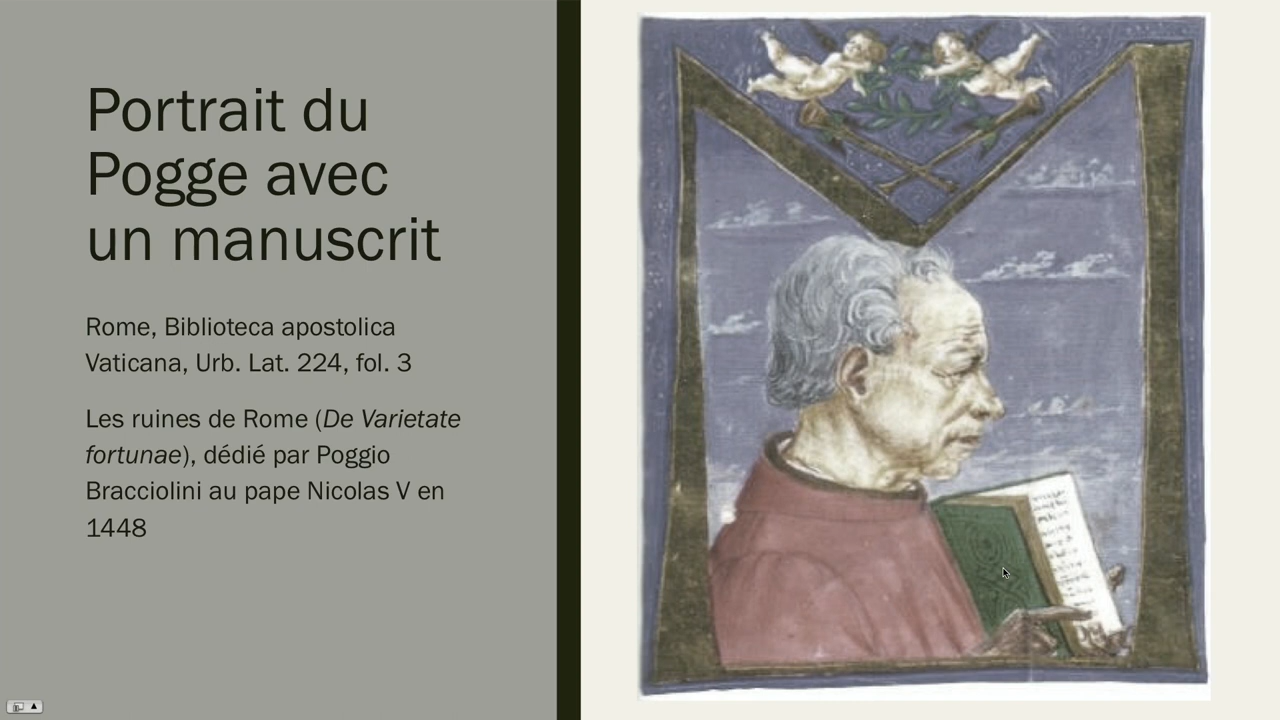 Portrait du
Pogge avec
un manuscrit
Rome, Biblioteca apostolica
Vaticana, Urb. Lat. 224, fol. 3
Les ruines de Rome (De Varietate
fortunae), dédié par Poggio
Bracciolini au pape Nicolas V en
1448